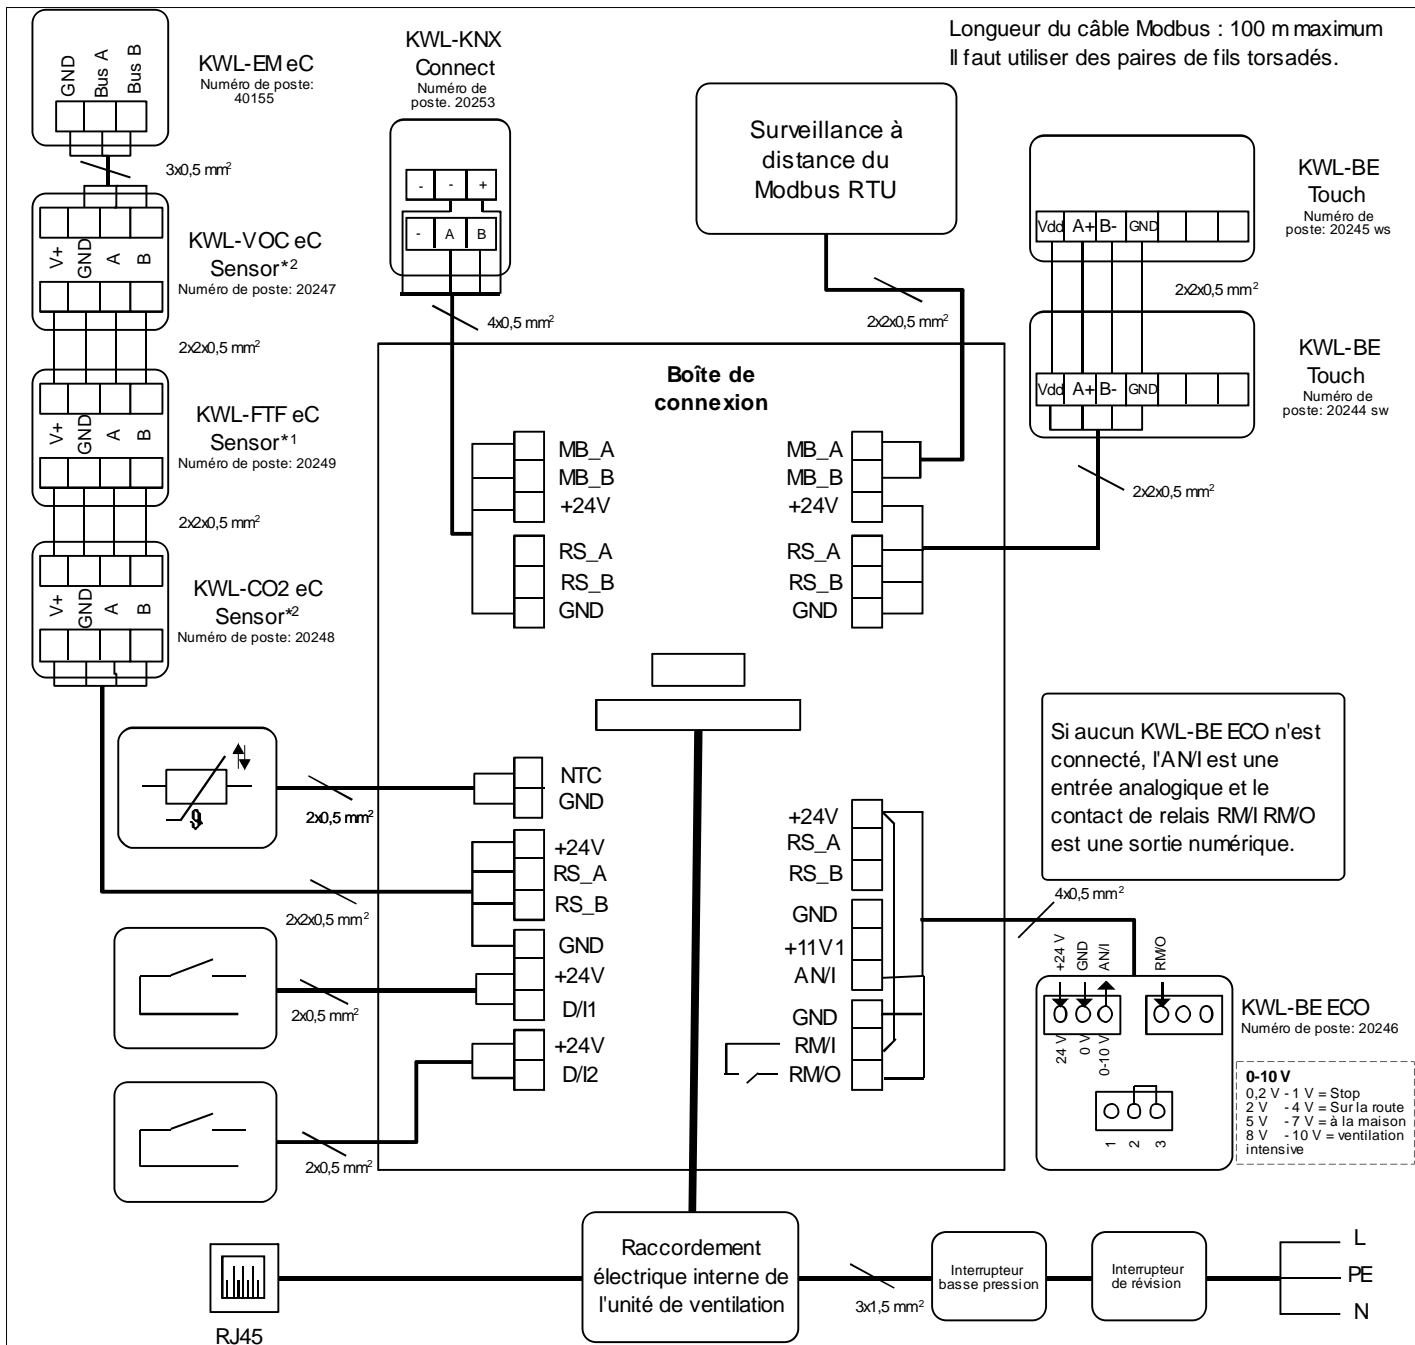 Longueur du câble Modbus : 100 m maximum
Il faut utiliser des paires de fils torsadés.
GND
Bus A
Bus B
KWL-EM eC
Numéro de poste:
40155
3x0,5 mm²
V+
GND
A
B
KWL-VOC eC
Sensor*²
Numéro de poste: 20247
2x2x0,5 mm²
V+
GND
A
B
KWL-FTF eC
Sensor*¹
Numéro de poste: 20249
2x2x0,5 mm²
V+
GND
A
B
KWL-CO2 eC
Sensor*²
Numéro de poste: 20248
KWL-KNX
Connect
Numéro de
poste. 20253
- - +
- A B
4x0,5 mm²
Surveillance à
distance du
Modbus RTU
2x2x0,5 mm²
Vdd A+ B- GND
KWL-BE
Touch
Numéro de
poste: 20245 ws
2x2x0,5 mm²
Vdd A+ B- GND
KWL-BE
Touch
Numéro de
poste: 20244 sw
2x2x0,5 mm²
Boîte de
connexion
MB_A
MB_B
+24V
RS_A
RS_B
GND
MB_A
MB_B
+24V
RS_A
RS_B
GND
ϑ
2x0,5 mm²
NTC
GND
2x2x0,5 mm²
+24V
RS_A
RS_B
GND
2x0,5 mm²
+24V
D/I1
2x0,5 mm²
+24V
D/I2
+24V
RS_A
RS_B
GND
+11V1
AN/I
GND
RM/I
RM/O
Si aucun KWL-BE ECO n'est
connecté, l'AN/I est une
entrée analogique et le
contact de relais RM/I RM/O
est une sortie numérique.
4x0,5 mm²
+24 V
GND
AN/I
RM/O
24 V
0 V
0-10 V
1
2
3
KWL-BE ECO
Numéro de poste: 20246
0-10 V
0,2 V - 1 V = Stop
2 V - 4 V = Sur la route
5 V - 7 V = à la maison
8 V - 10 V = ventilation
intensive
RJ45
Raccordement
électrique interne de
l'unité de ventilation
3x1,5 mm²
Interrupteur
basse pression
Interrupteur
de révision
L
PE
N